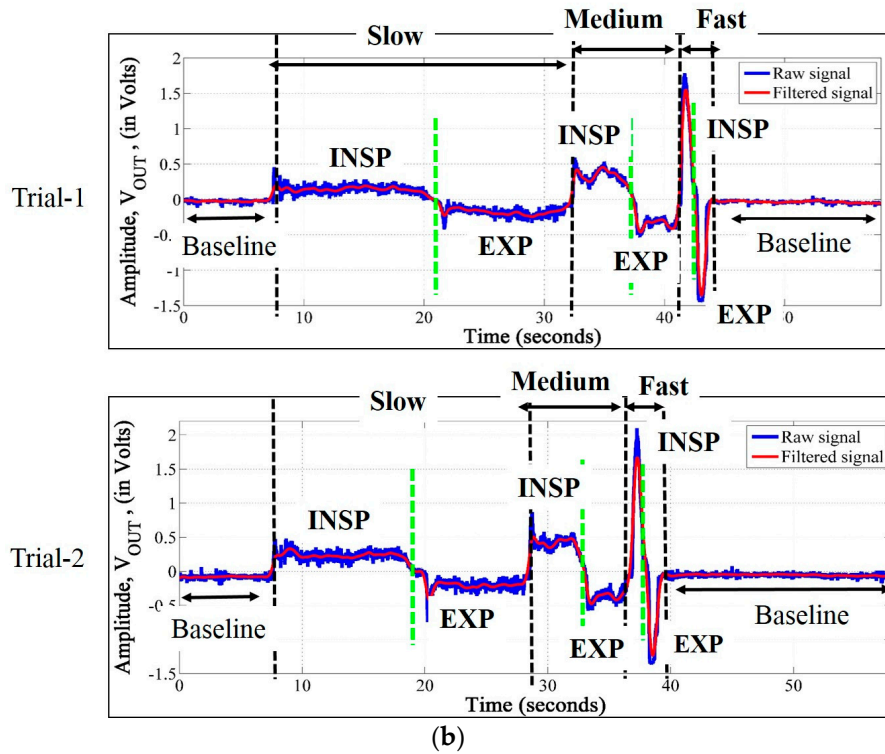 Medium Fast
Slow
2
Raw signal
Filtered signal
1.5
1
INSP INSP INSP
0.5
Trial-1
0
Baseline EXP EXP Baseline
-0.
-1
EXP
-1.5
0 10 20 30 40 50
Amplitude, VOUT , (in Volts)
Time (seconds)
Medium Fast
Slow
2
Raw signal
Filtered signal
INSP
1.5
1
INSP INSP
0.5
Trial-2
0
-0.
Baseline EXP EXP EXP Baseline
-1.5
0 10 20 30 40 50
Amplitude, VOUT , (in Volts)
Time (seconds)
(b)